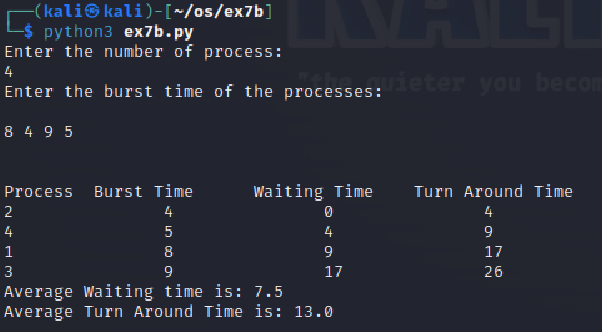 ┌──(kali㉿kali)-[~/os/ex7b]
└─$ python3 ex7b.py
Enter the number of process:
4
Enter the burst time of the processes:
"the quieter you becom
8 4 9 5
Process  Burst Time      Waiting Time    Turn Around Time
2               4               0               4
4               5               4               9
1               8               9               17
3               9               17              26
Average Waiting time is: 7.5
Average Turn Around Time is: 13.0